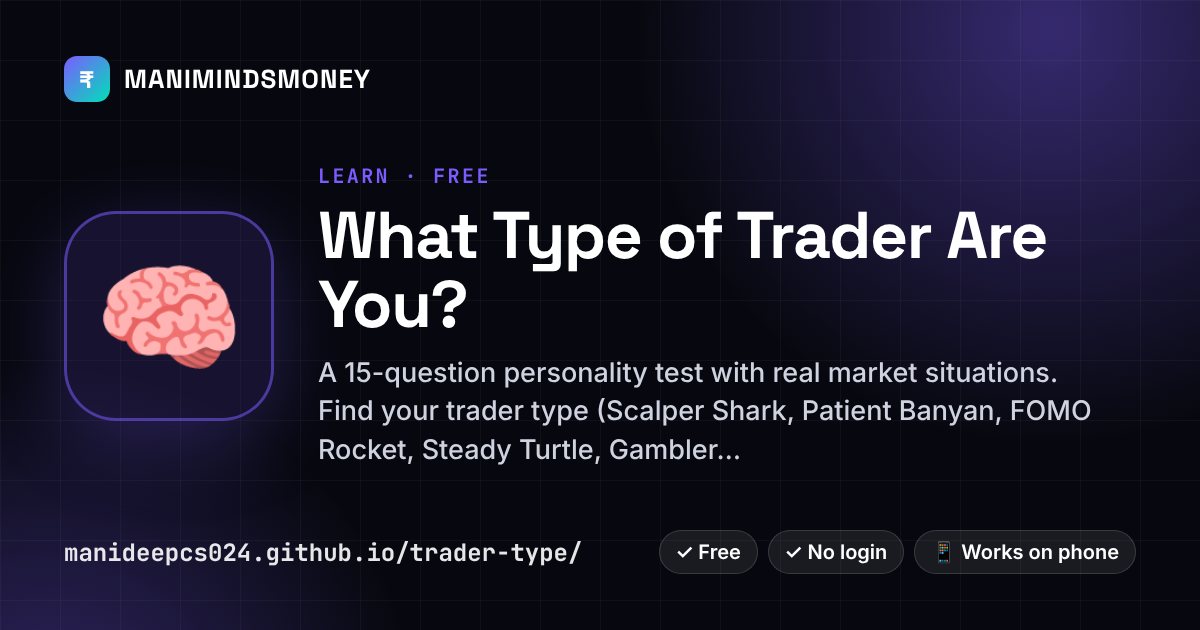 ₹ MANIMINDSMONEY
LEARN · FREE
What Type of Trader Are
You?
A 15-question personality test with real market situations.
Find your trader type (Scalper Shark, Patient Banyan, FOMO
Rocket, Steady Turtle, Gambler...
manideepcs024.github.io/trader-type/
✓ Free
✓ No login
📱 Works on phone